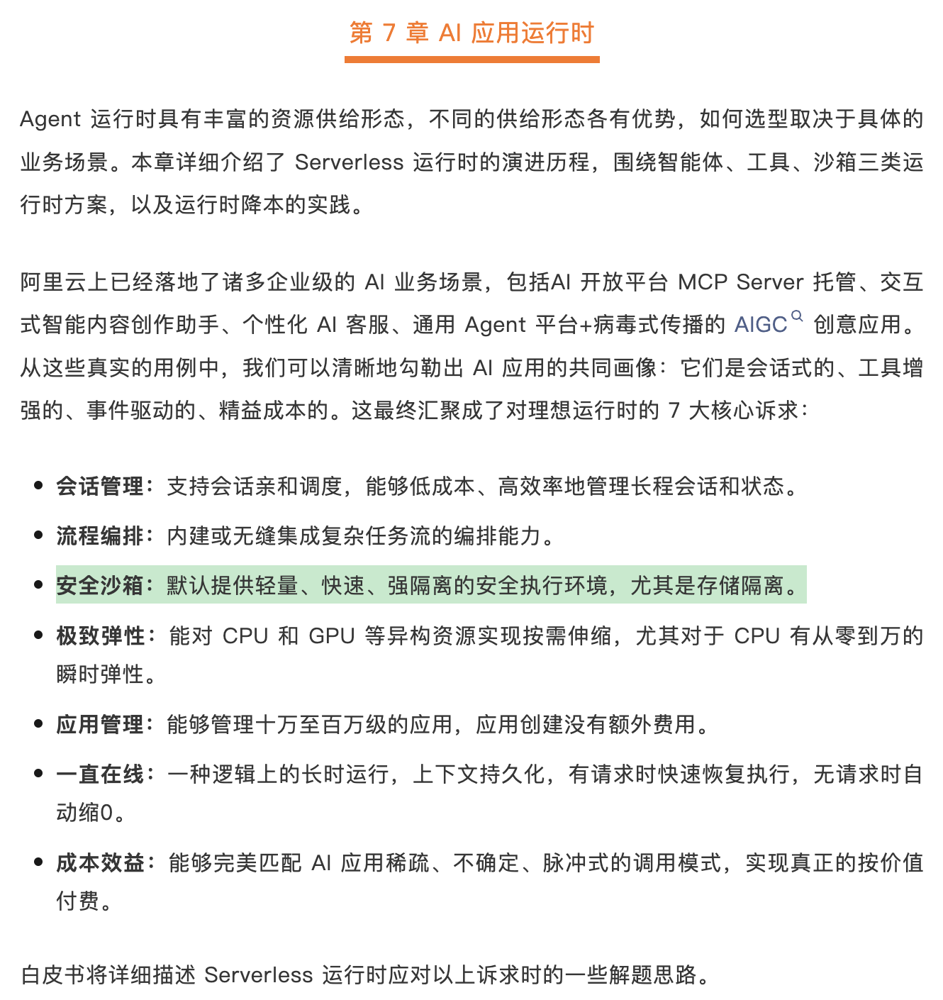 第 7 章 AI 应用运行时
Agent 运行时具有丰富的资源供给形态，不同的供给形态各有优势，如何选型取决于具体的
业务场景。本章详细介绍了 Serverless 运行时的演进历程，围绕智能体、工具、沙箱三类运
行时方案，以及运行时降本的实践。
阿里云上已经落地了诸多企业级的 AI 业务场景，包括AI 开放平台 MCP Server 托管、交互
式智能内容创作助手、个性化 AI 客服、通用 Agent 平台+病毒式传播的 AIGC 创意应用。
从这些真实的用例中，我们可以清晰地勾勒出 AI 应用的共同画像：它们是会话式的、工具增
强的、事件驱动的、精益成本的。这最终汇聚成了对理想运行时的 7 大核心诉求：
• 会话管理：支持会话亲和调度，能够低成本、高效率地管理长程会话和状态。
• 流程编排：内建或无缝集成复杂任务流的编排能力。
• 安全沙箱：默认提供轻量、快速、强隔离的安全执行环境，尤其是存储隔离。
• 极致弹性：能对 CPU 和 GPU 等异构资源实现按需伸缩，尤其对于 CPU 有从零到万的
瞬时弹性。
• 应用管理：能够管理十万至百万级的应用，应用创建没有额外费用。
• 一直在线：一种逻辑上的长时运行，上下文持久化，有请求时快速恢复执行，无请求时自
动缩0。
• 成本效益：能够完美匹配 AI 应用稀疏、不确定、脉冲式的调用模式，实现真正的按价值
付费。
白皮书将详细描述 Serverless 运行时应对以上诉求时的一些解题思路。